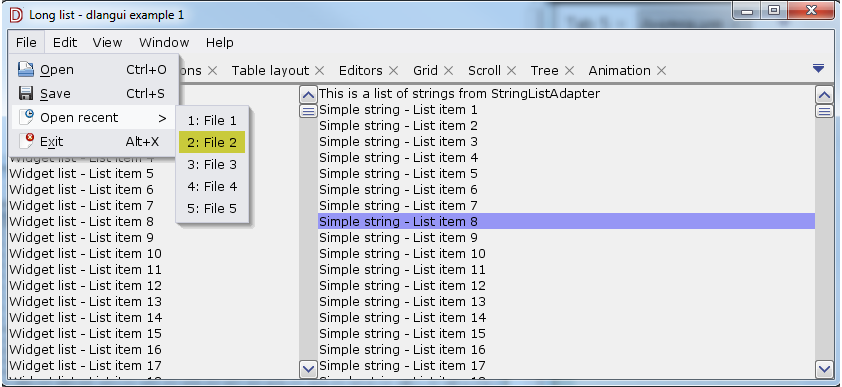 Long list - dlangui example 1
File Edit View Window Help
Open Ctrl+O
Save Ctrl+S
Open recent >
Exit Alt+X
1: File 1
2: File 2
3: File 3
4: File 4
5: File 5
Table layout × Editors × Grid × Scroll × Tree × Animation ×
Widget list - List item 5
Widget list - List item 6
Widget list - List item 7
Widget list - List item 8
Widget list - List item 9
Widget list - List item 10
Widget list - List item 11
Widget list - List item 12
Widget list - List item 13
Widget list - List item 14
Widget list - List item 15
Widget list - List item 16
Widget list - List item 17
This is a list of strings from StringListAdapter
Simple string - List item 1
Simple string - List item 2
Simple string - List item 3
Simple string - List item 4
Simple string - List item 5
Simple string - List item 6
Simple string - List item 7
Simple string - List item 8
Simple string - List item 9
Simple string - List item 10
Simple string - List item 11
Simple string - List item 12
Simple string - List item 13
Simple string - List item 14
Simple string - List item 15
Simple string - List item 16
Simple string - List item 17